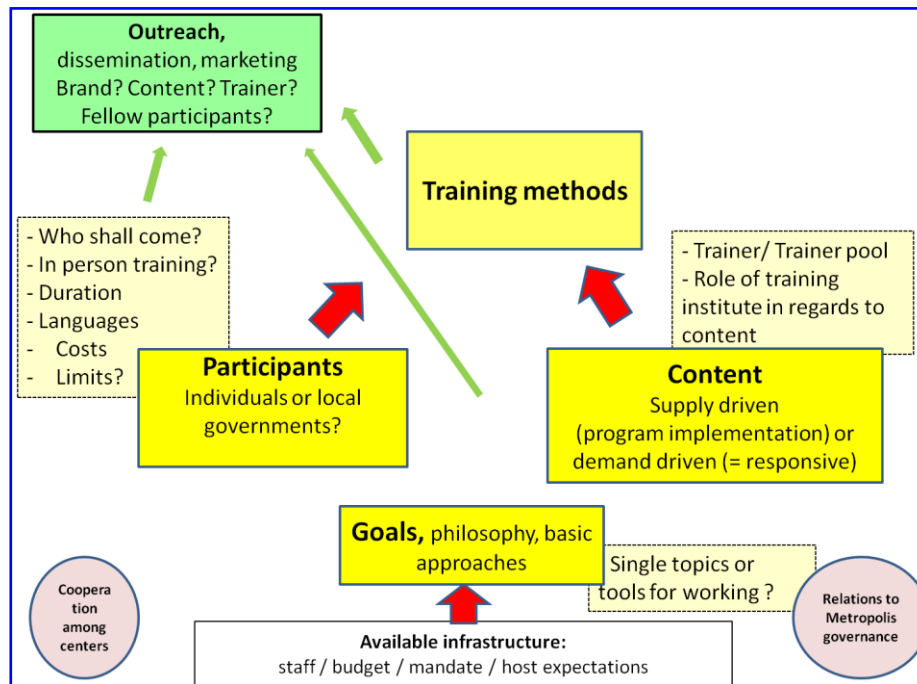 Outreach,
dissemination, marketing
Brand? Content? Trainer?
Fellow participants?
Training methods
- Who shall come?
- In person training?
- Duration
- Languages
- Costs
- Limits?
- Trainer/ Trainer pool
- Role of training
institute in regards to
content
Participants
Individuals or local
governments?
Content
Supply driven
(program implementation) or
demand driven (= responsive)
Goals, philosophy, basic
approaches
Single topics or
tools for working ?
Coopera
tion
among
centers
Relations to
Metropolis
governance
Available infrastructure:
staff / budget / mandate / host expectations